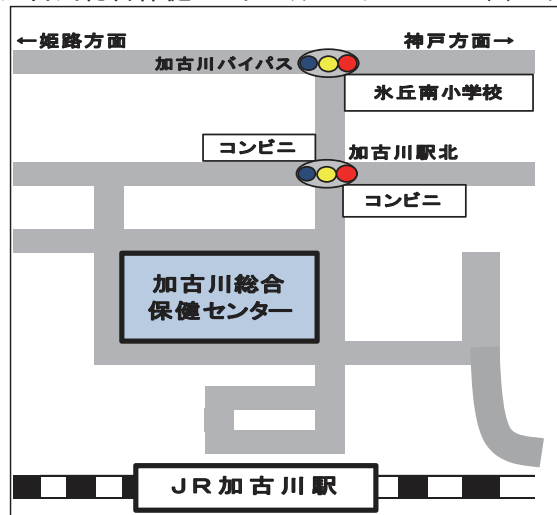 ←姫路方面
神戸方面→
加古川バイパス
氷丘南小学校
コンビニ
加古川駅北
コンビニ
加古川総合
保健センター
JR加古川駅